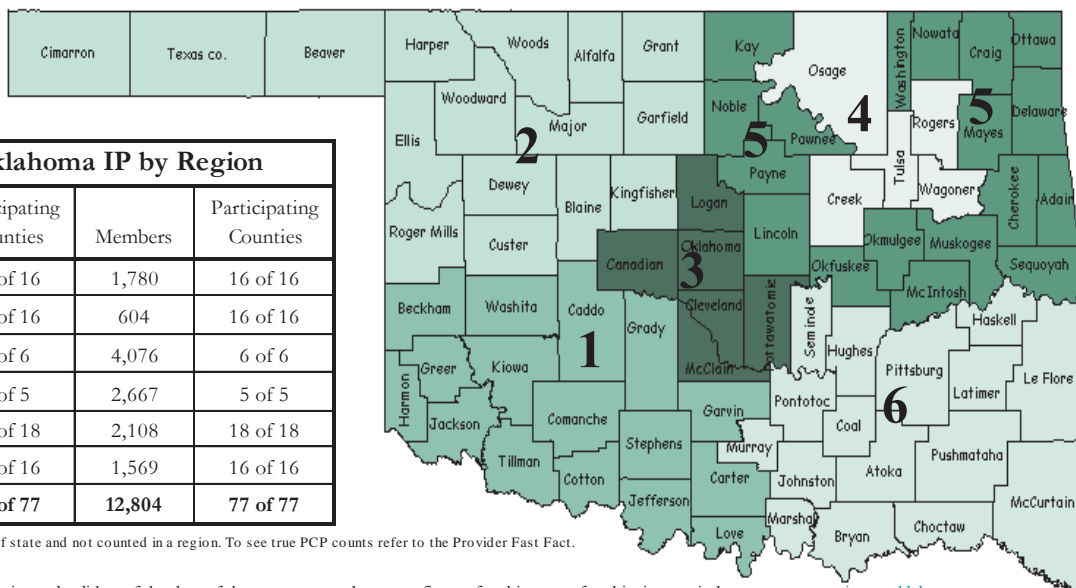 klahoma IP by Region
cipating Participating
unties Members Counties
of 16 1,780 16 of 16
of 16 604 16 of 16
of 6 4,076 6 of 6
of 5 2,667 5 of 5
of 18 2,108 18 of 18
of 16 1,569 16 of 16
of 77 12,804 77 of 77
f state and not counted in a region. To see true PCP counts refer to the Provider Fast Fact.
Cimarron Texas co. Beaver Harper Woods Alfalfa Grant Kay Osage Washington Nowata Craig Ottawa
Ellis Woodward Major Garfield Noble Pawnee Rogers Mayes Delaware
2 5 4 5
Roger Mills Dewey Custer Blaine Kingfisher Logan Payne Creek Tulsa Wagoner Cherokee Adair
Canadian Oklahoma Lincoln Okmulgee Muskogee Okfuskee Sequoyah
3
Beckham Washita Caddo Grady Cleveland Pottawatomie Seminole McIntosh Haskell
1
Harmon Greer Kiowa McClain Hughes Pittsburg Latimer Le Flore
6
Jackson Comanche Garvin Pontotoc Coal
Tillman Stephens Murray Atoka Pushmataha
Cotton Carter Johnston McCurtain
Jefferson Love Marsha Bryan Choctaw